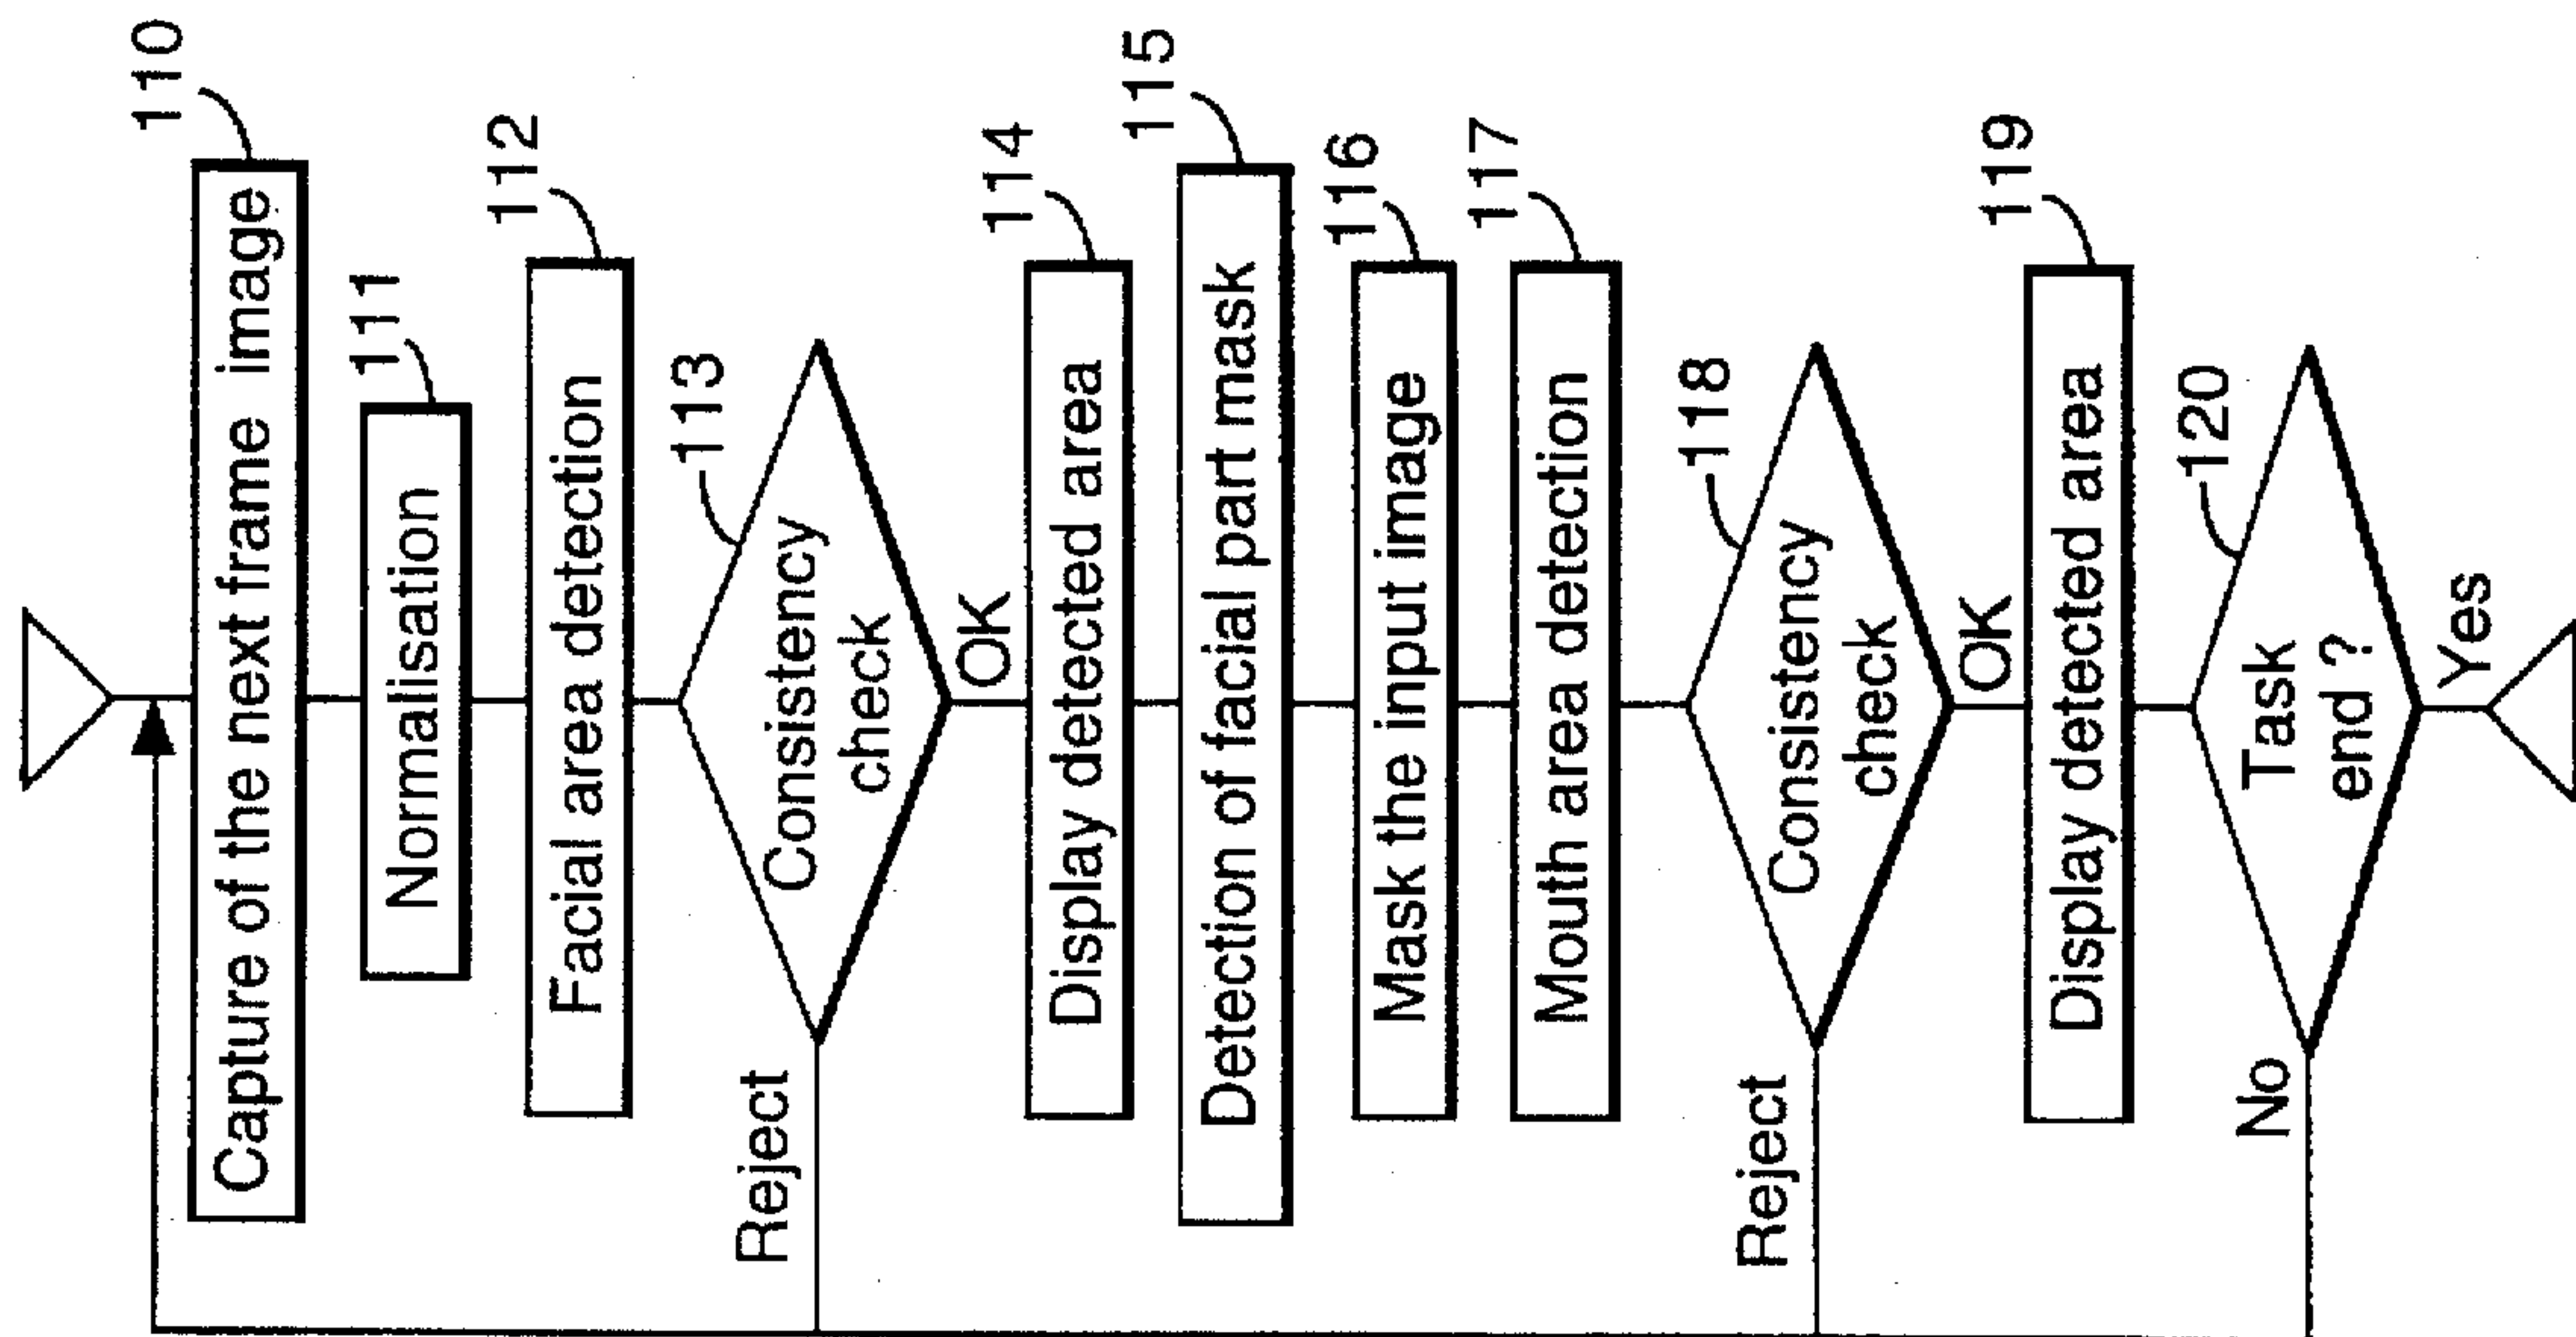 110
Capture of the next frame image
111
Normalisation
112
Facial area detection
113
Consistency
check
Reject
OK
114
Display detected area
115
Detection of facial part mask
116
Mask the input image
117
Mouth area detection
118
Consistency
check
Reject
OK
119
Display detected area
120
Task
end ?
No
Yes